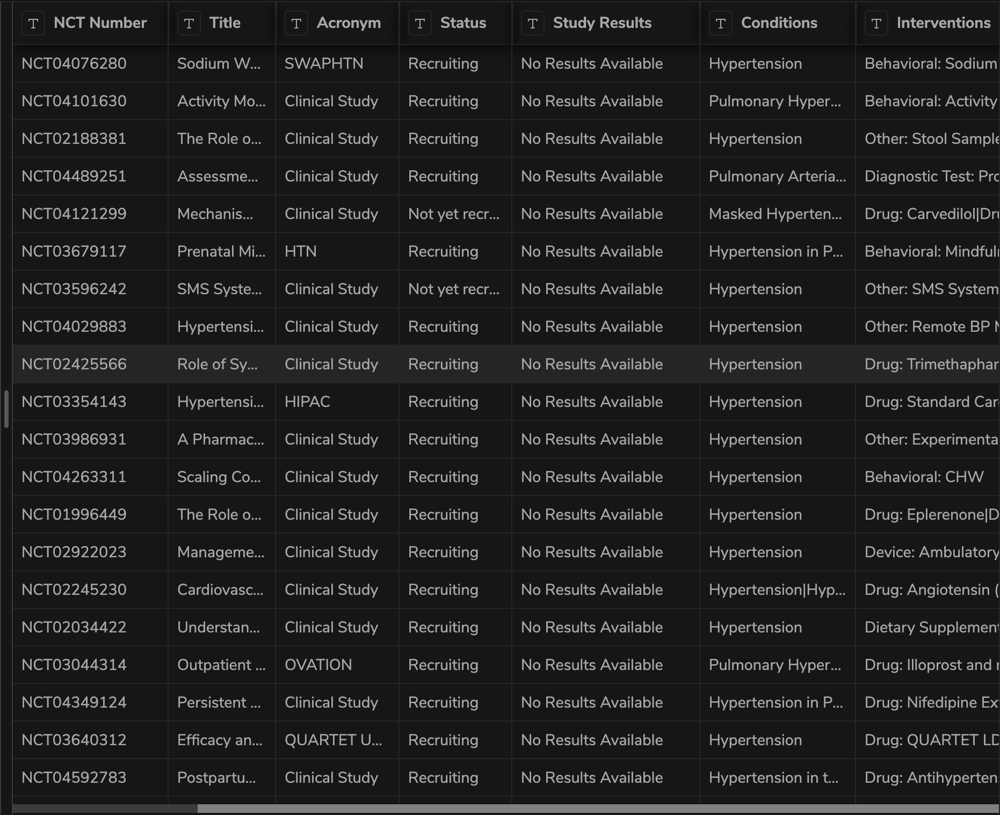 NCT Number Title Acronym Status Study Results Conditions Interventions
NCT04076280 Sodium W... SWAPHTN Recruiting No Results Available Hypertension Behavioral: Sodium
NCT04101630 Activity Mo... Clinical Study Recruiting No Results Available Pulmonary Hyper... Behavioral: Activity
NCT02188381 The Role o... Clinical Study Recruiting No Results Available Hypertension Other: Stool Sample
NCT04489251 Assessme... Clinical Study Recruiting No Results Available Pulmonary Arteria... Diagnostic Test: Pro
NCT04121299 Mechanis... Clinical Study Not yet recr... No Results Available Masked Hyperten... Drug: Carvedilol|Dru
NCT03679117 Prenatal Mi... HTN Recruiting No Results Available Hypertension in P... Behavioral: Mindfuln
NCT03596242 SMS Syste... Clinical Study Not yet recr... No Results Available Hypertension Other: SMS System
NCT04029883 Hypertensi... Clinical Study Recruiting No Results Available Hypertension Other: Remote BP M
NCT02425566 Role of Sy... Clinical Study Recruiting No Results Available Hypertension Drug: Trimethaphan
NCT03354143 Hypertensi... HIPAC Recruiting No Results Available Hypertension Drug: Standard Care
NCT03986931 A Pharmac... Clinical Study Recruiting No Results Available Hypertension Other: Experimenta
NCT04263311 Scaling Co... Clinical Study Recruiting No Results Available Hypertension Behavioral: CHW
NCT01996449 The Role o... Clinical Study Recruiting No Results Available Hypertension Drug: Eplerenone|D
NCT02922023 Manageme... Clinical Study Recruiting No Results Available Hypertension Device: Ambulatory
NCT02245230 Cardiovasc... Clinical Study Recruiting No Results Available Hypertension|Hyp... Drug: Angiotensin (
NCT02034422 Understan... Clinical Study Recruiting No Results Available Hypertension Dietary Supplement
NCT03044314 Outpatient ... OVATION Recruiting No Results Available Pulmonary Hyper... Drug: Illoprost and
NCT04349124 Persistent ... Clinical Study Recruiting No Results Available Hypertension in P... Drug: Nifedipine Ext
NCT03640312 Efficacy an... QUARTET U... Recruiting No Results Available Hypertension Drug: QUARTET LD
NCT04592783 Postpartu... Clinical Study Recruiting No Results Available Hypertension in t... Drug: Antihypertens